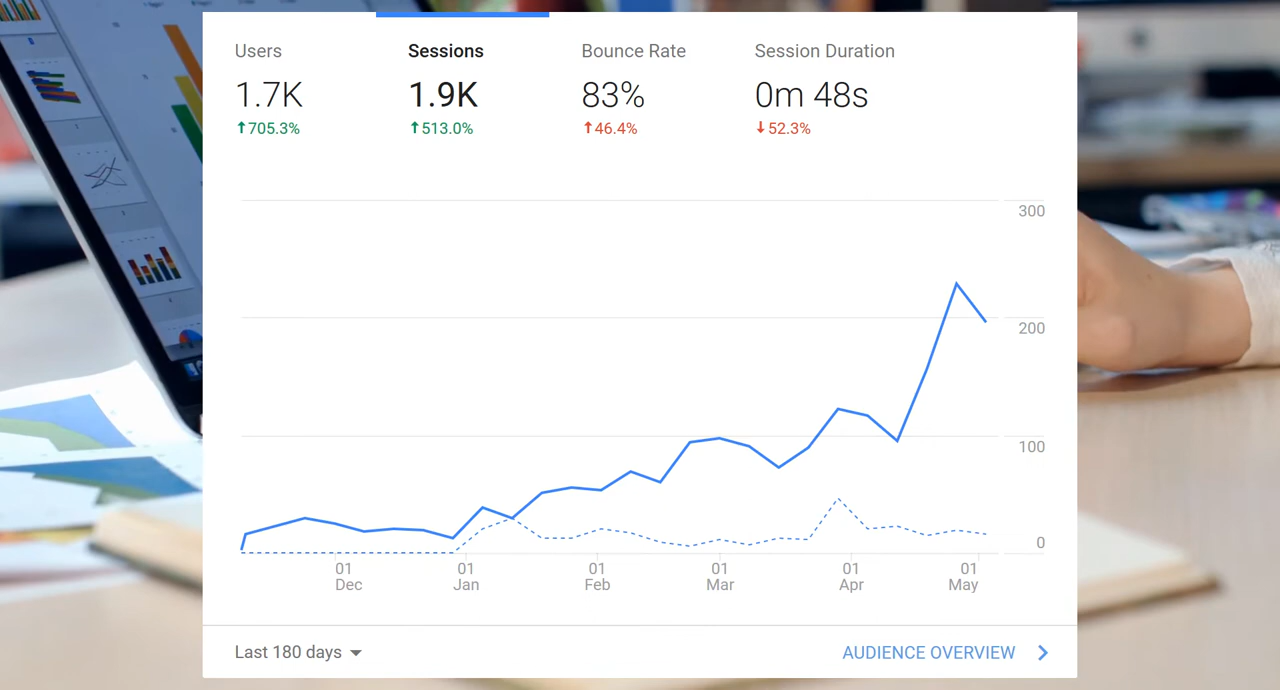 Users
1.7K
705.3%
Sessions
1.9K
513.0%
Bounce Rate
83%
46.4%
Session Duration
0m 48s
52.3%
300
200
100
0
01 Dec
01 Jan
01 Feb
01 Mar
01 Apr
01 May
Last 180 days
AUDIENCE OVERVIEW